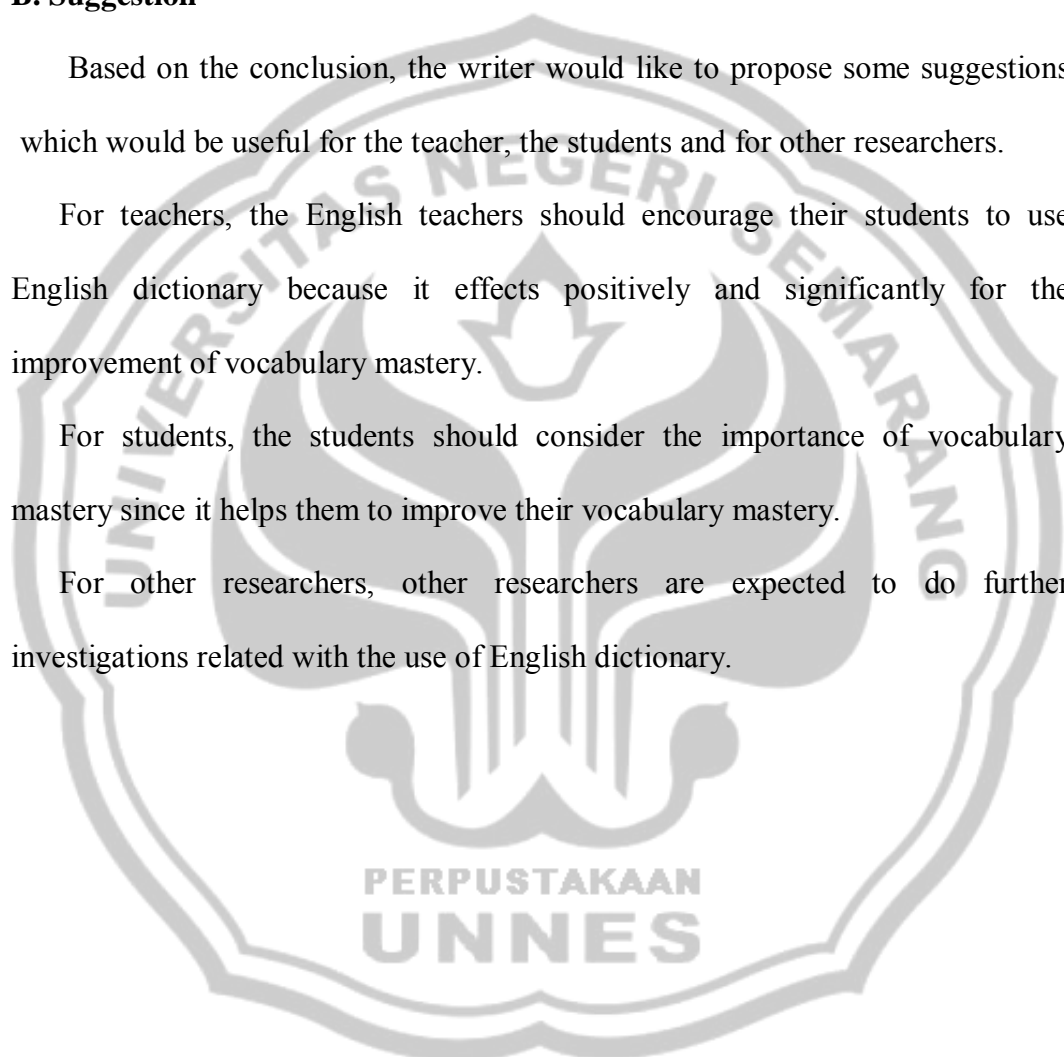 B. Suggestion
Based on the conclusion, the writer would like to propose some suggestions
which would be useful for the teacher, the students and for other researchers.
For teachers, the English teachers should encourage their students to use
English dictionary because it effects positively and significantly for the
improvement of vocabulary mastery.
For students, the students should consider the importance of vocabulary
mastery since it helps them to improve their vocabulary mastery.
For other researchers, other researchers are expected to do further
investigations related with the use of English dictionary.
UNIVERSITAS NEGERI SEMARANG
PERPUSTAKAAN
UNNES